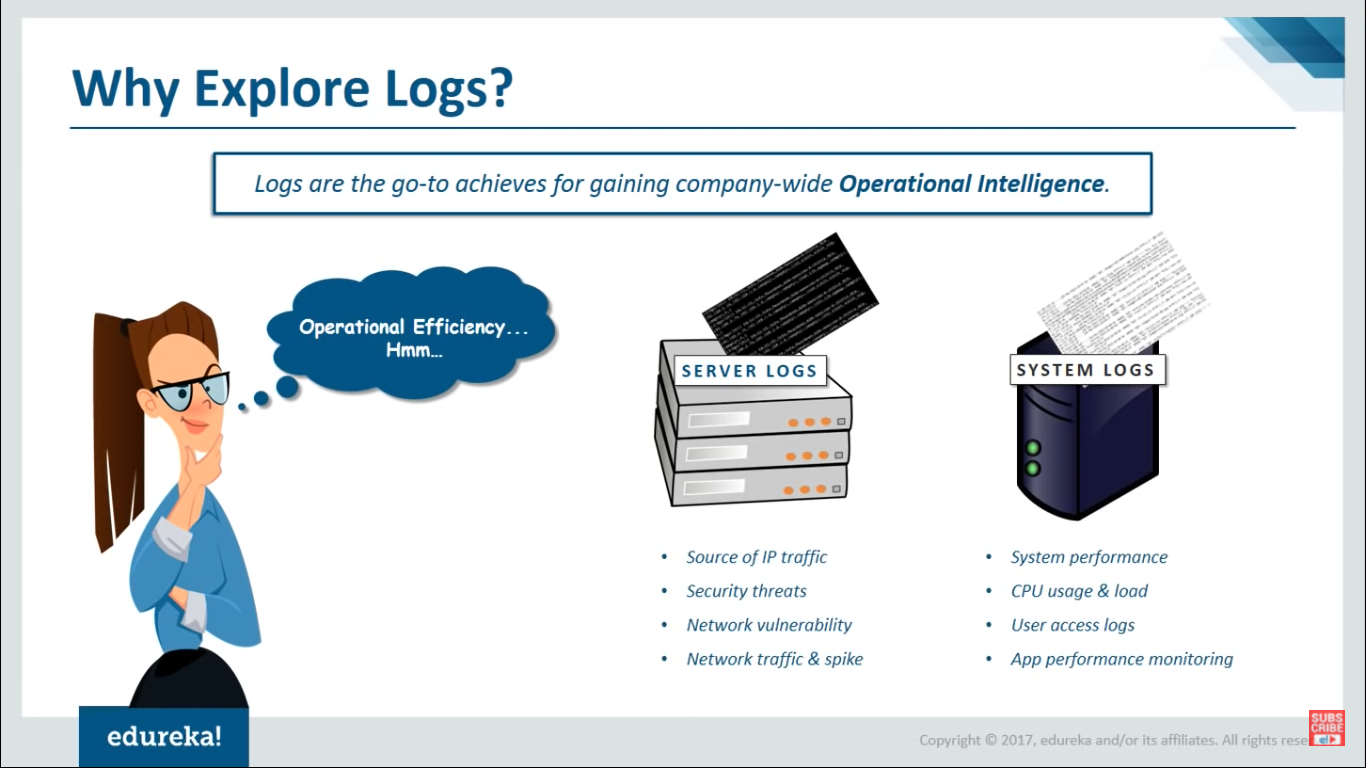 Why Explore Logs?
Logs are the go-to achieves for gaining company-wide Operational Intelligence.
Operational Efficiency...
Hmm...
SERVER LOGS
• Source of IP traffic
• Security threats
• Network vulnerability
• Network traffic & spike
SYSTEM LOGS
• System performance
• CPU usage & load
• User access logs
• App performance monitoring
edureka!
Copyright © 2017, edureka and/or its affiliates. All rights rese
SUBS
CRIBE